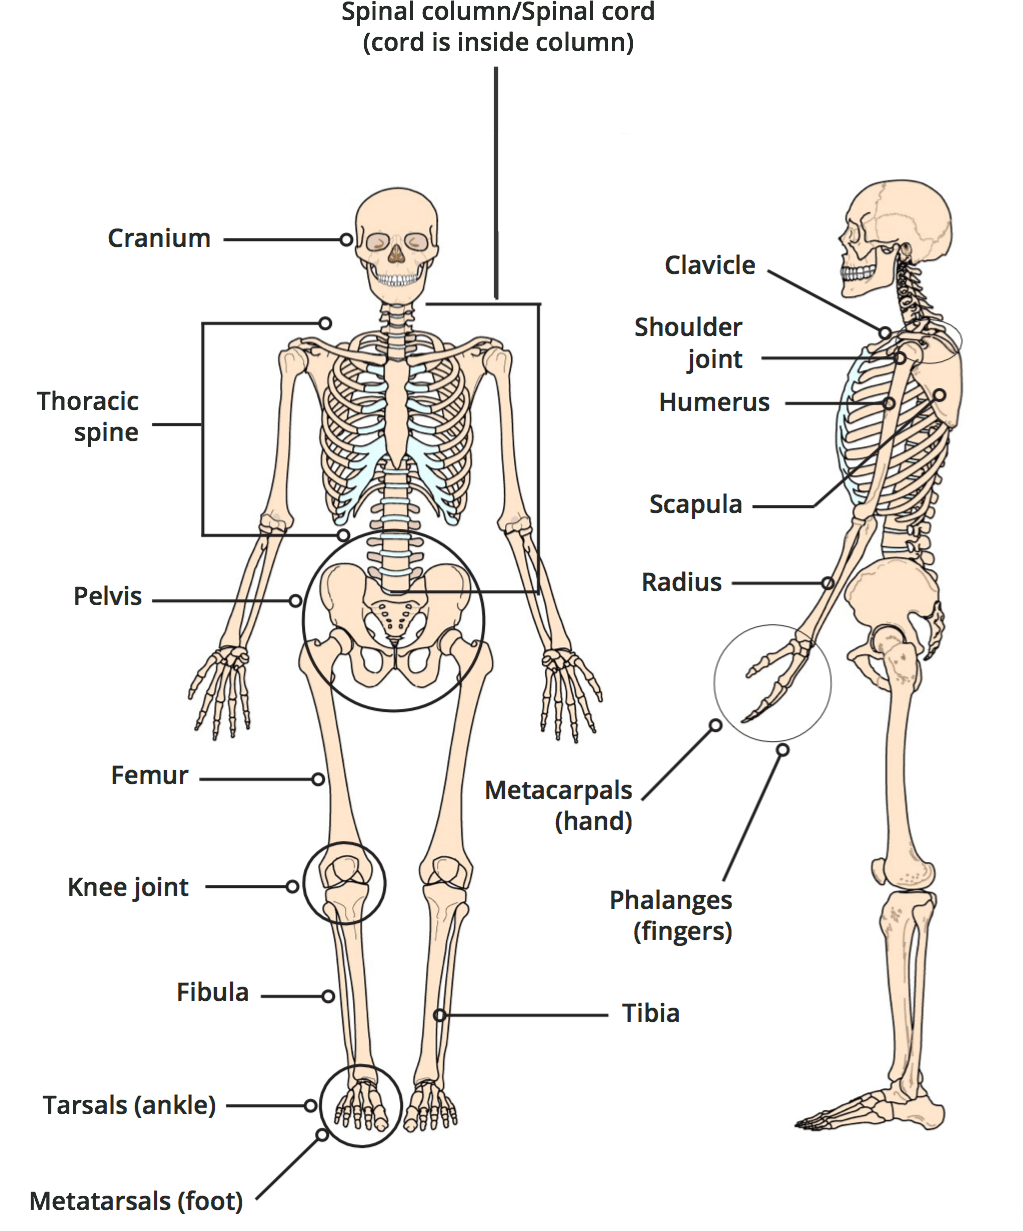 Spinal column/Spinal cord
(cord is inside column)
Cranium
Clavicle
Shoulder
joint
Thoracic
spine
Humerus
Scapula
Pelvis
Radius
Femur
Metacarpals
(hand)
Knee joint
Phalanges
(fingers)
Fibula
Tibia
Tarsals (ankle)
Metatarsals (foot)